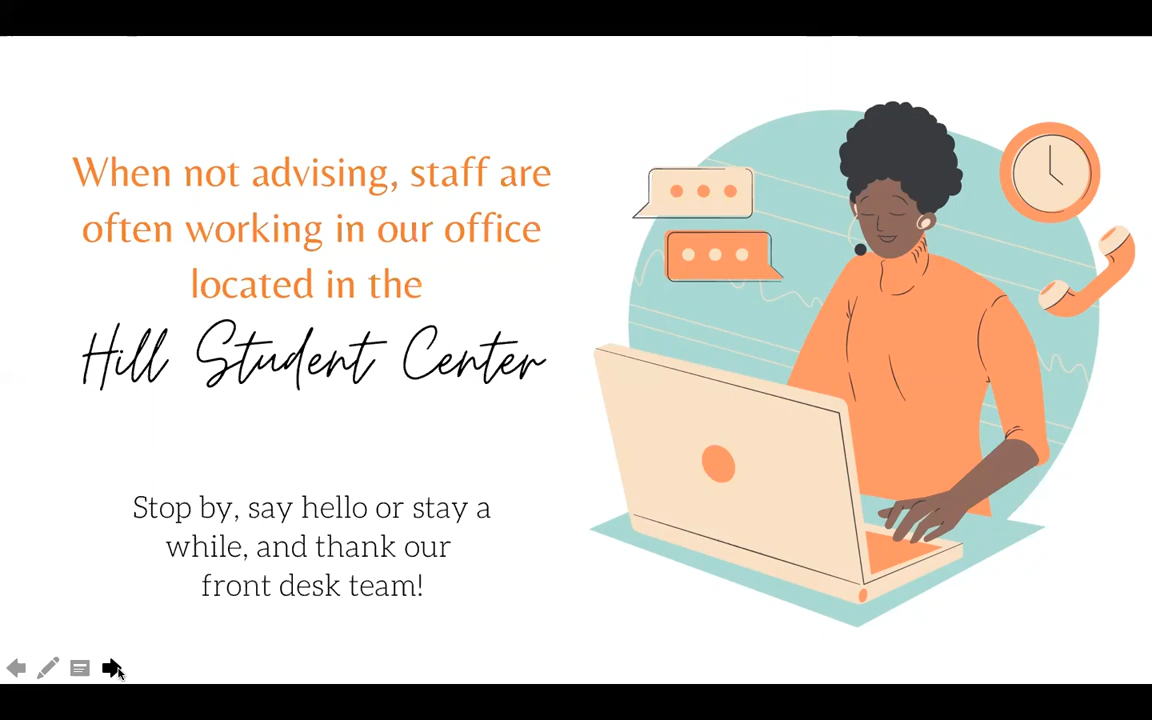 When not advising, staff are
often working in our office
located in the
Hill Student Center
Stop by, say hello or stay a
while, and thank our
front desk team!